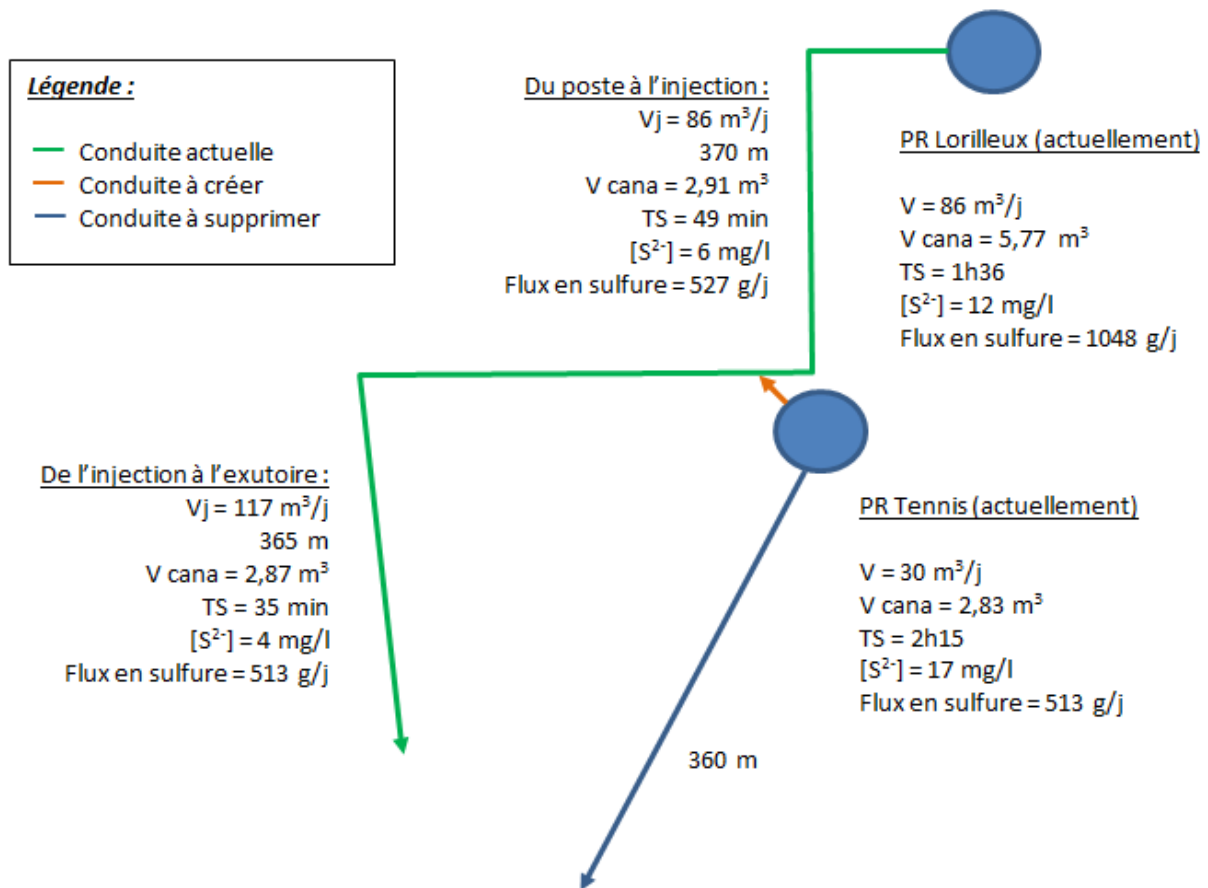 Légende :
Conduite actuelle
Conduite à créer
Conduite à supprimer
Du poste à l'injection :
Vj = 86 m³/j
370 m
V cana = 2,91 m³
TS = 49 min
[S²⁻] = 6 mg/l
Flux en sulfure = 527 g/j
PR Lorilleux (actuellement)
V = 86 m³/j
V cana = 5,77 m³
TS = 1h36
[S²⁻] = 12 mg/l
Flux en sulfure = 1048 g/j
De l'injection à l'exutoire :
Vj = 117 m³/j
365 m
V cana = 2,87 m³
TS = 35 min
[S²⁻] = 4 mg/l
Flux en sulfure = 513 g/j
PR Tennis (actuellement)
V = 30 m³/j
V cana = 2,83 m³
TS = 2h15
[S²⁻] = 17 mg/l
Flux en sulfure = 513 g/j
360 m